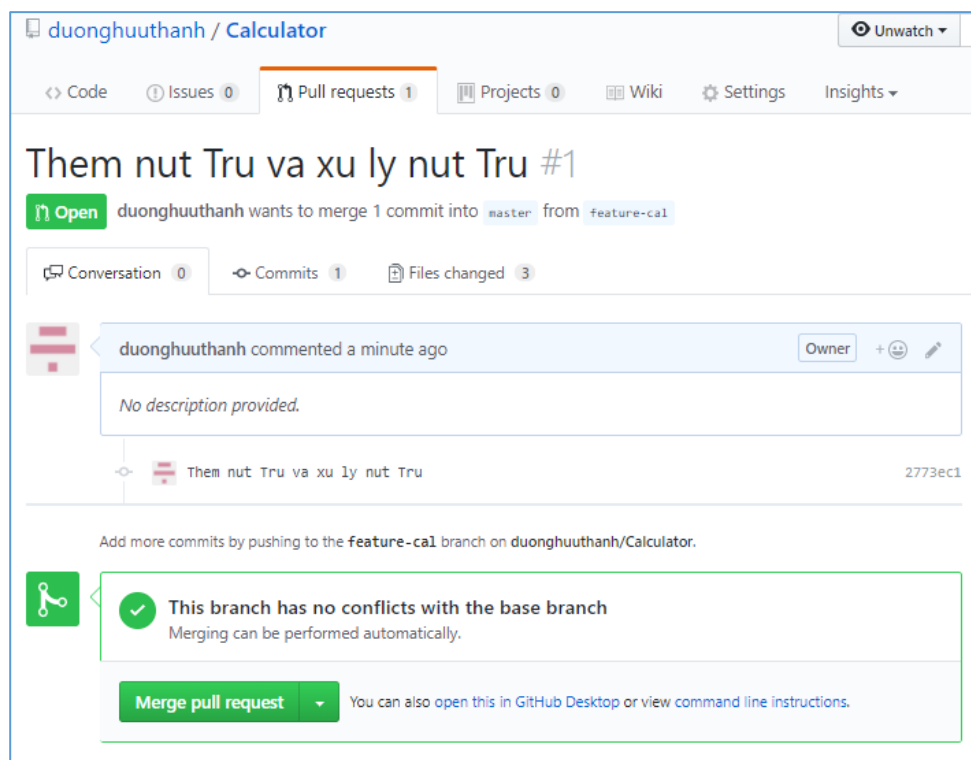 duonghuuthanh / Calculator
Unwatch
Code Issues 0 Pull requests 1 Projects 0 Wiki Settings Insights
Them nut Tru va xu ly nut Tru #1
Open duonghuuthanh wants to merge 1 commit into master from feature-cal
Conversation 0 Commits 1 Files changed 3
duonghuuthanh commented a minute ago Owner +
No description provided.
Them nut Tru va xu ly nut Tru 2773ec1
Add more commits by pushing to the feature-cal branch on duonghuuthanh/Calculator.
This branch has no conflicts with the base branch
Merging can be performed automatically.
Merge pull request You can also open this in GitHub Desktop or view command line instructions.